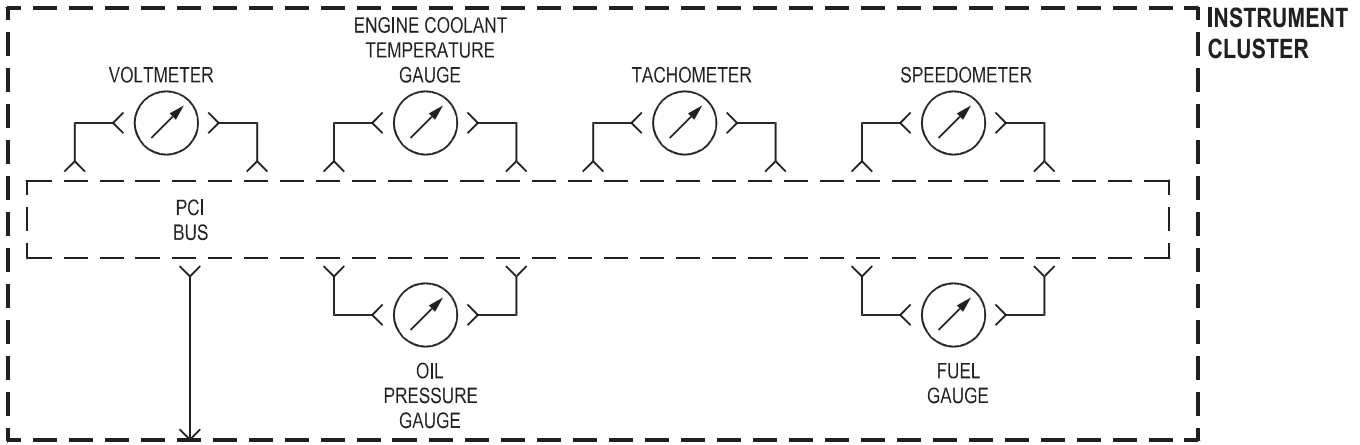 INSTRUMENT
CLUSTER
ENGINE COOLANT
TEMPERATURE
GAUGE
VOLTMETER
TACHOMETER
SPEEDOMETER
PCI
BUS
OIL
PRESSURE
GAUGE
FUEL
GAUGE